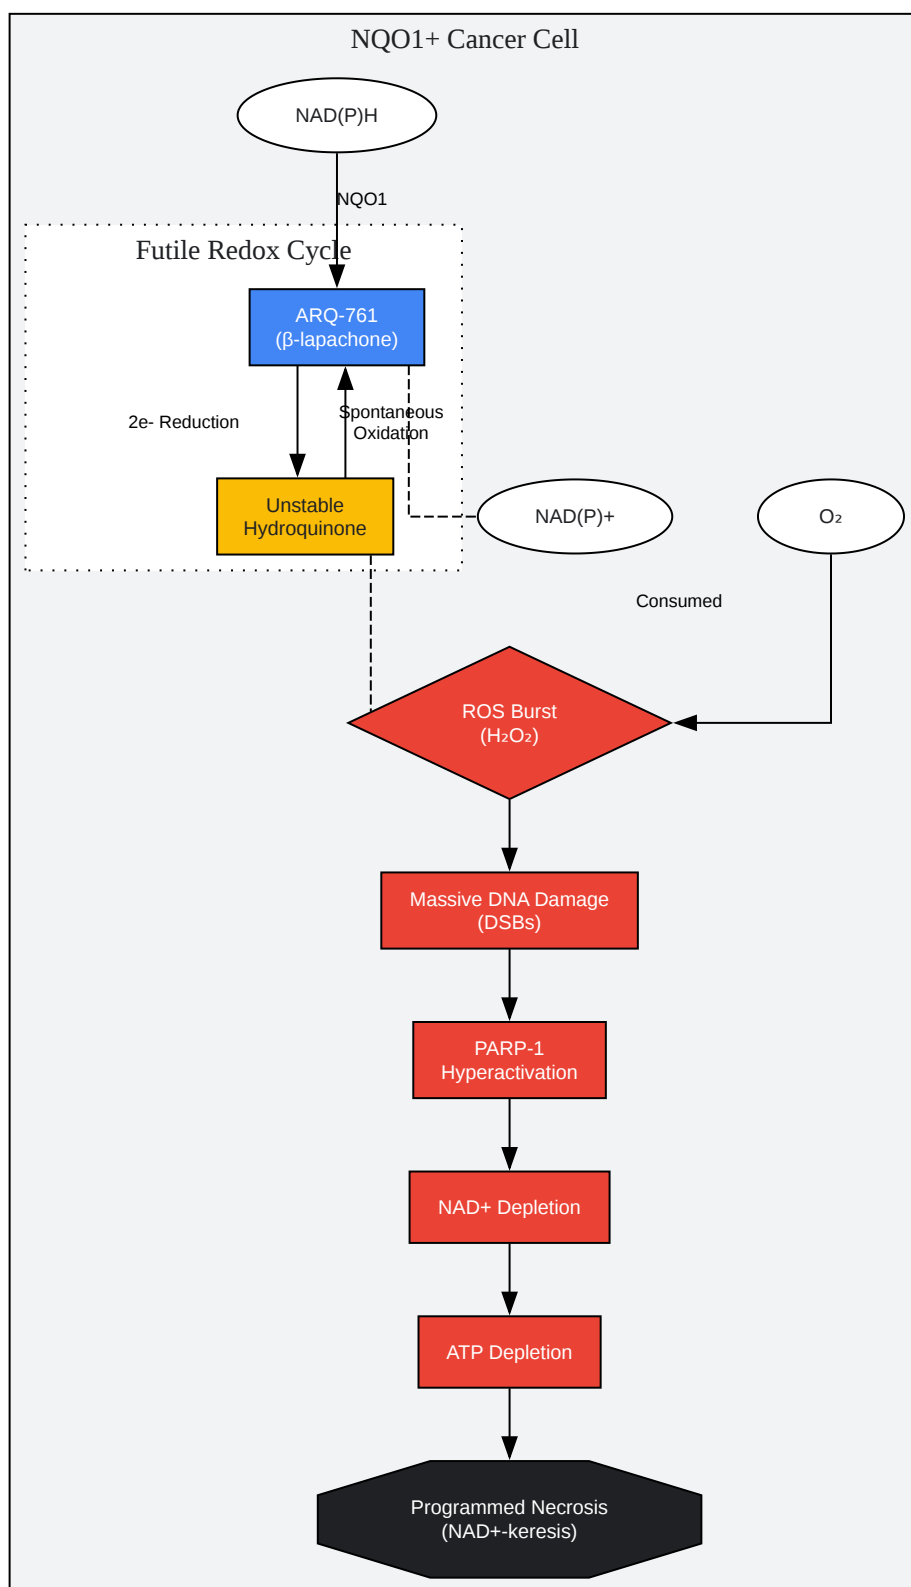 NQO1+ Cancer Cell
NAD(P)H
NQO1
Futile Redox Cycle
ARQ-761
(β-lapachone)
2e- Reduction
Spontaneous
Oxidation
Unstable
Hydroquinone
NAD(P)+
O₂
Consumed
ROS Burst
(H₂O₂)
Massive DNA Damage
(DSBs)
PARP-1
Hyperactivation
NAD+ Depletion
ATP Depletion
Programmed Necrosis
(NAD+-keresis)